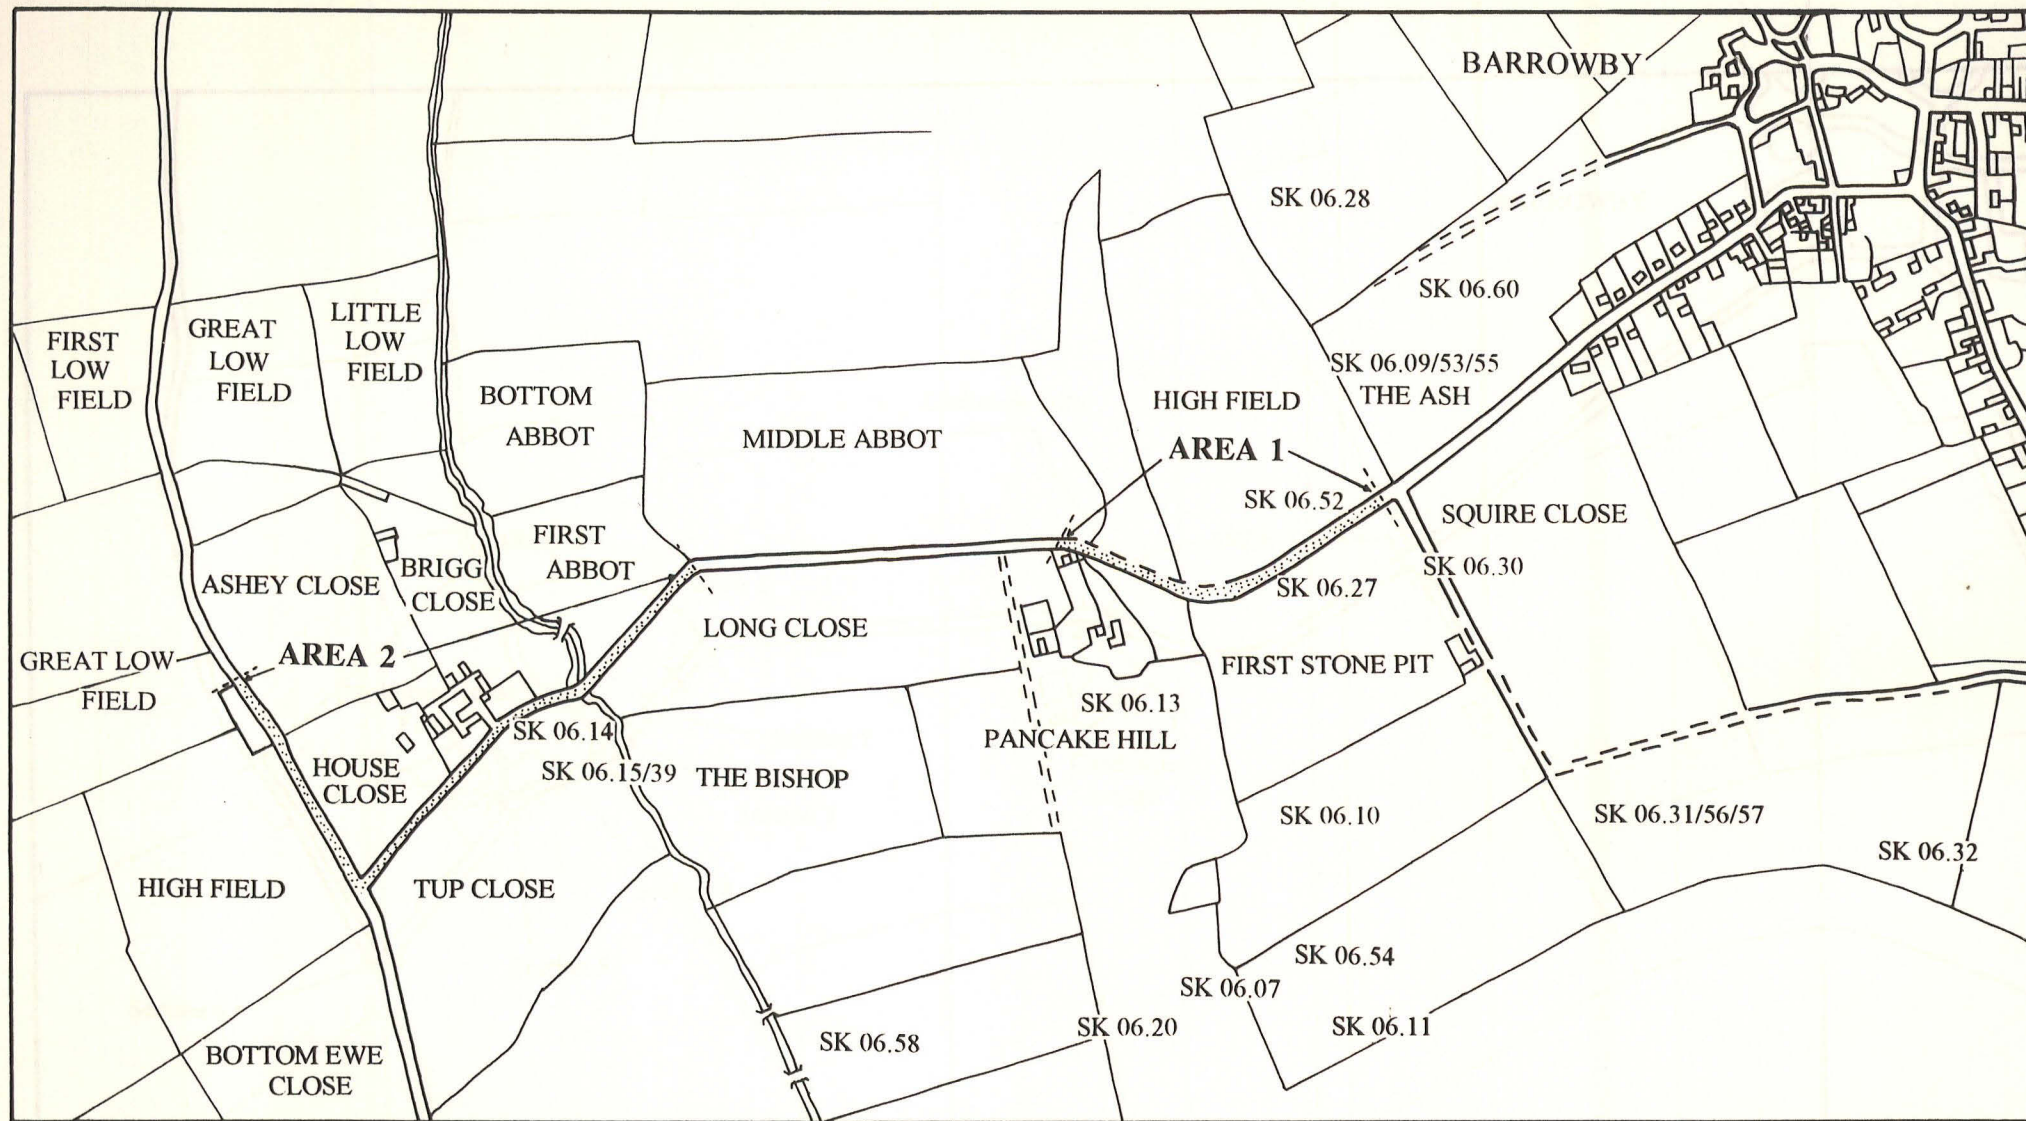 BARROWBY
SK 06.28
SK 06.60
FIRST
LOW
FIELD
GREAT
LOW
FIELD
LITTLE
LOW
FIELD
BOTTOM
ABBOT
MIDDLE ABBOT
HIGH FIELD
AREA 1
SK 06.09/53/55
THE ASH
SK 06.52
SQUIRE CLOSE
FIRST
ABBOT
ASHEY CLOSE
BRIGG
CLOSE
SK 06.30
SK 06.27
LONG CLOSE
AREA 2
GREAT LOW
FIELD
FIRST STONE PIT
SK 06.13
PANCAKE HILL
SK 06.14
SK 06.15/39
HOUSE
CLOSE
THE BISHOP
SK 06.10
SK 06.31/56/57
SK 06.32
HIGH FIELD
TUP CLOSE
SK 06.54
SK 06.07
SK 06.11
SK 06.20
SK 06.58
BOTTOM EWE
CLOSE